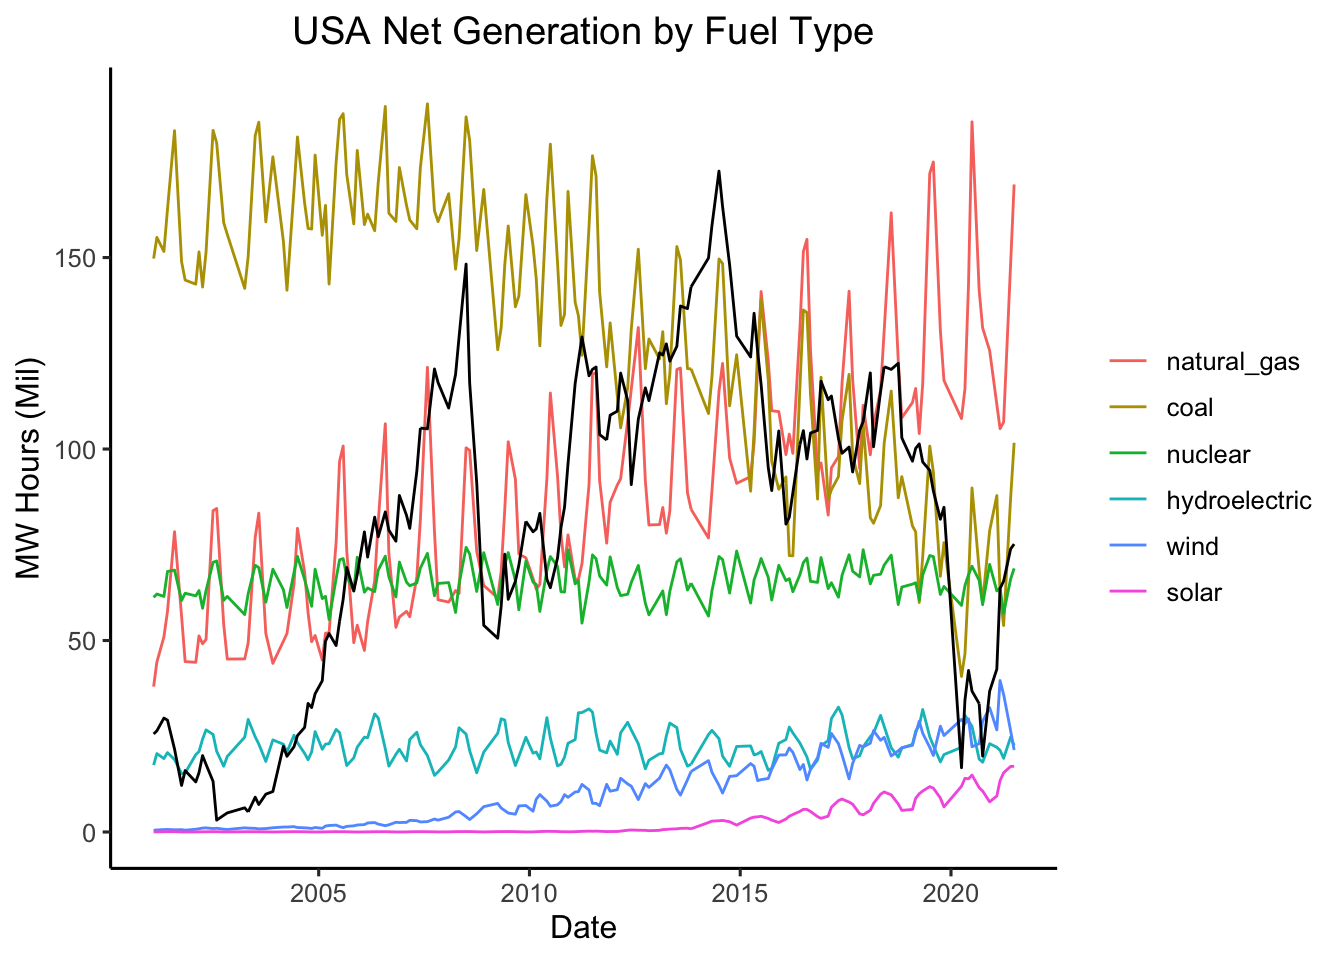 USA Net Generation by Fuel Type
MW Hours (Mil)
150
100
50
0
2005 2010 2015 2020
Date
natural_gas
coal
nuclear
hydroelectric
wind
solar